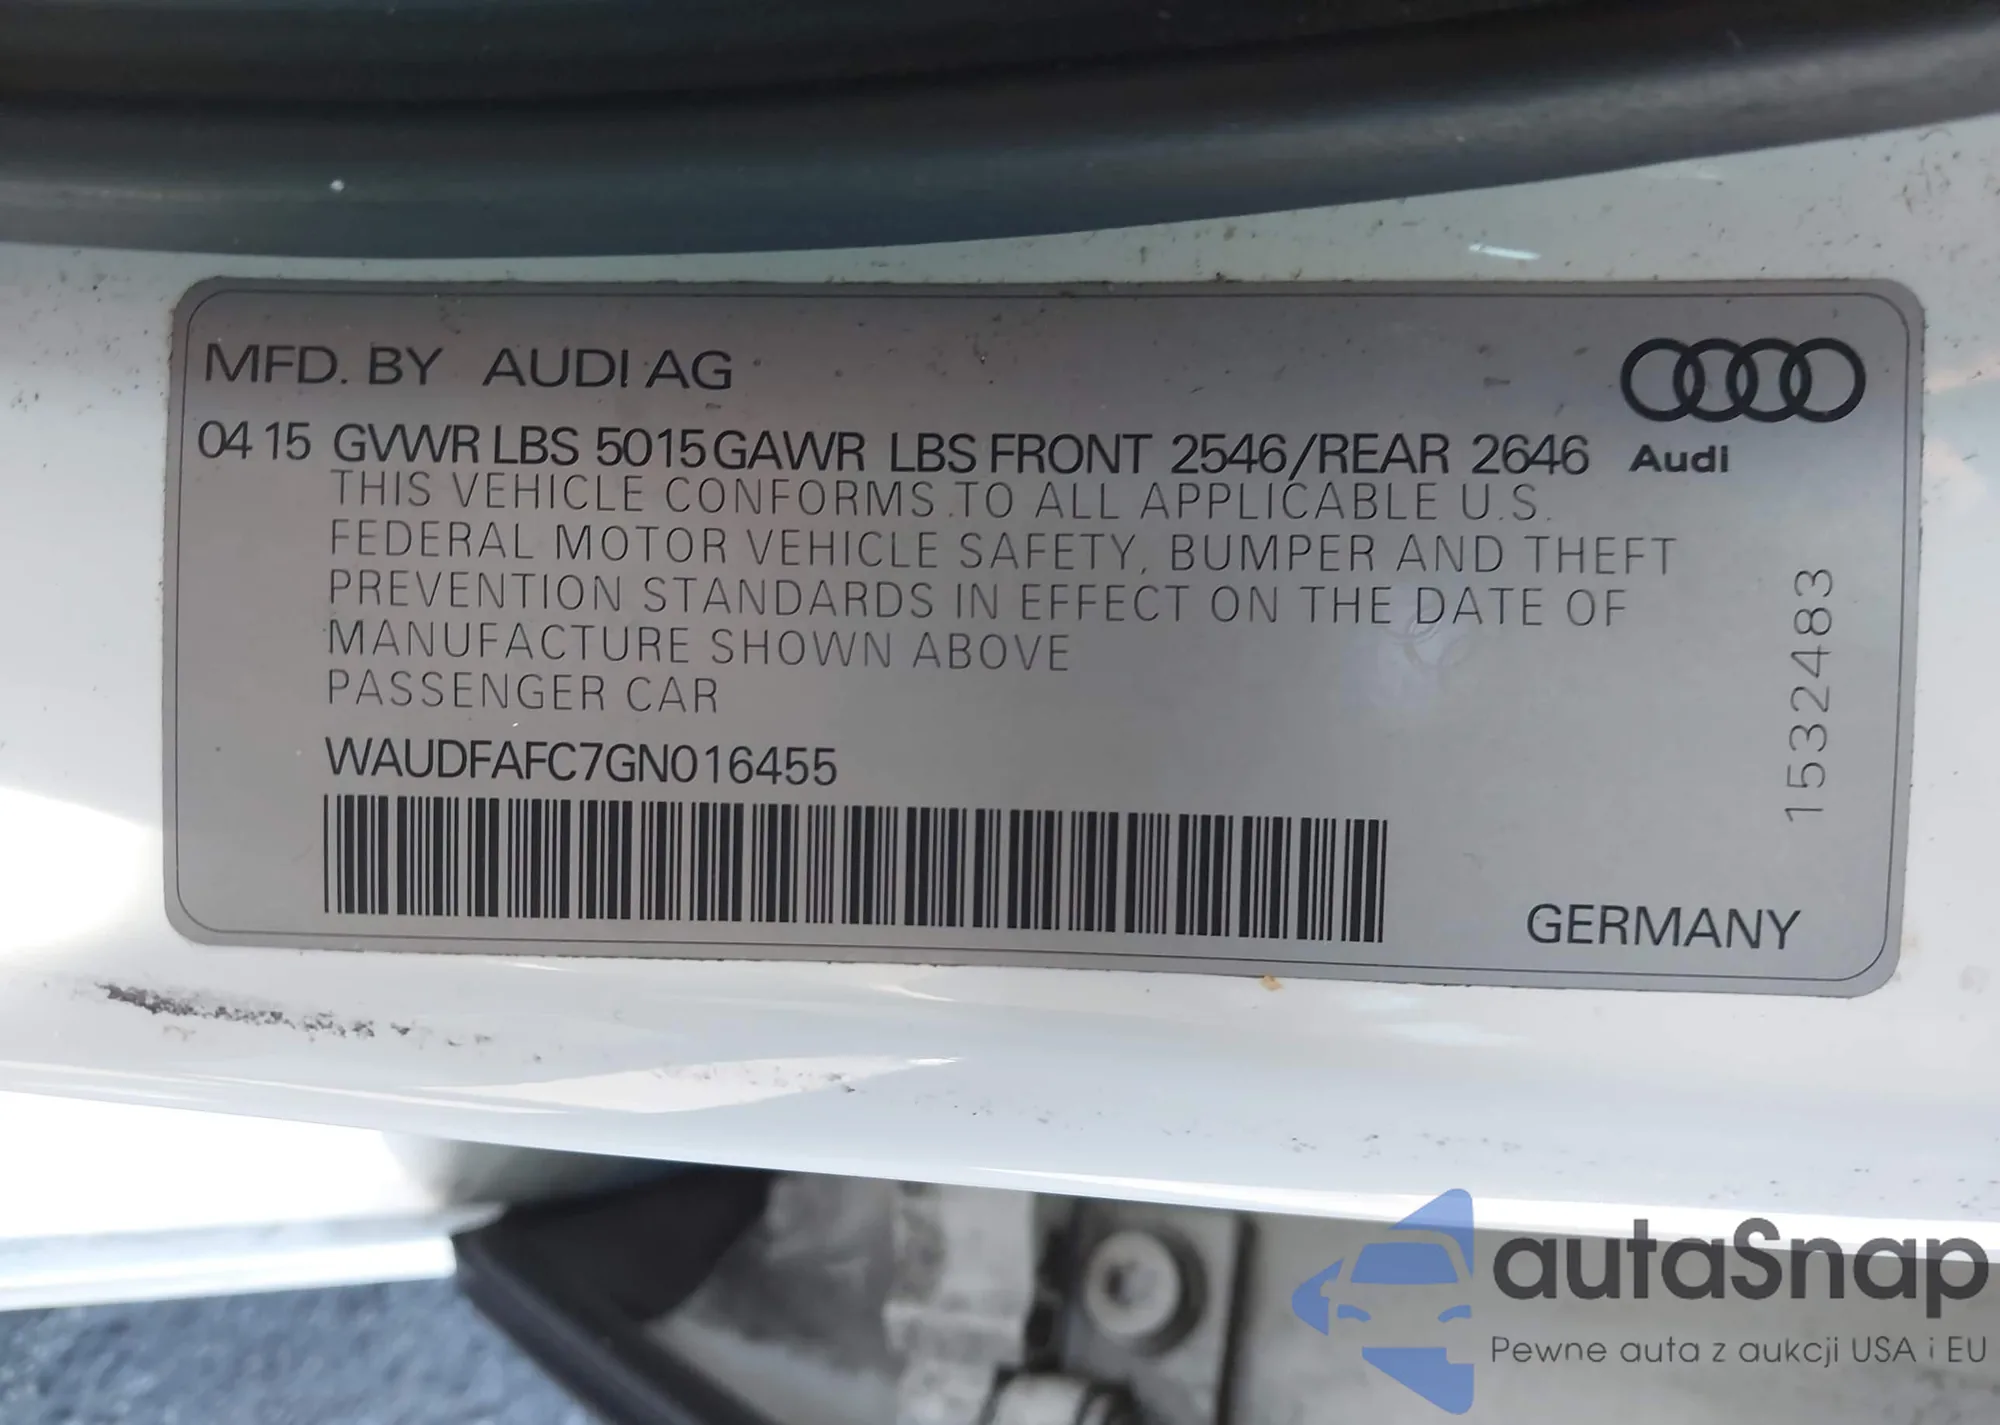 MFD. BY AUDI AG
04 15 GVWR LBS 5015 GAWR LBS FRONT 2546/REAR 2646
Audi
THIS VEHICLE CONFORMS TO ALL APPLICABLE U.S.
FEDERAL MOTOR VEHICLE SAFETY, BUMPER AND THEFT
PREVENTION STANDARDS IN EFFECT ON THE DATE OF
MANUFACTURE SHOWN ABOVE
PASSENGER CAR
WAUDFAFC7GN016455
1532483
GERMANY
autaSnap
Pewne auta z aukcji USA i EU